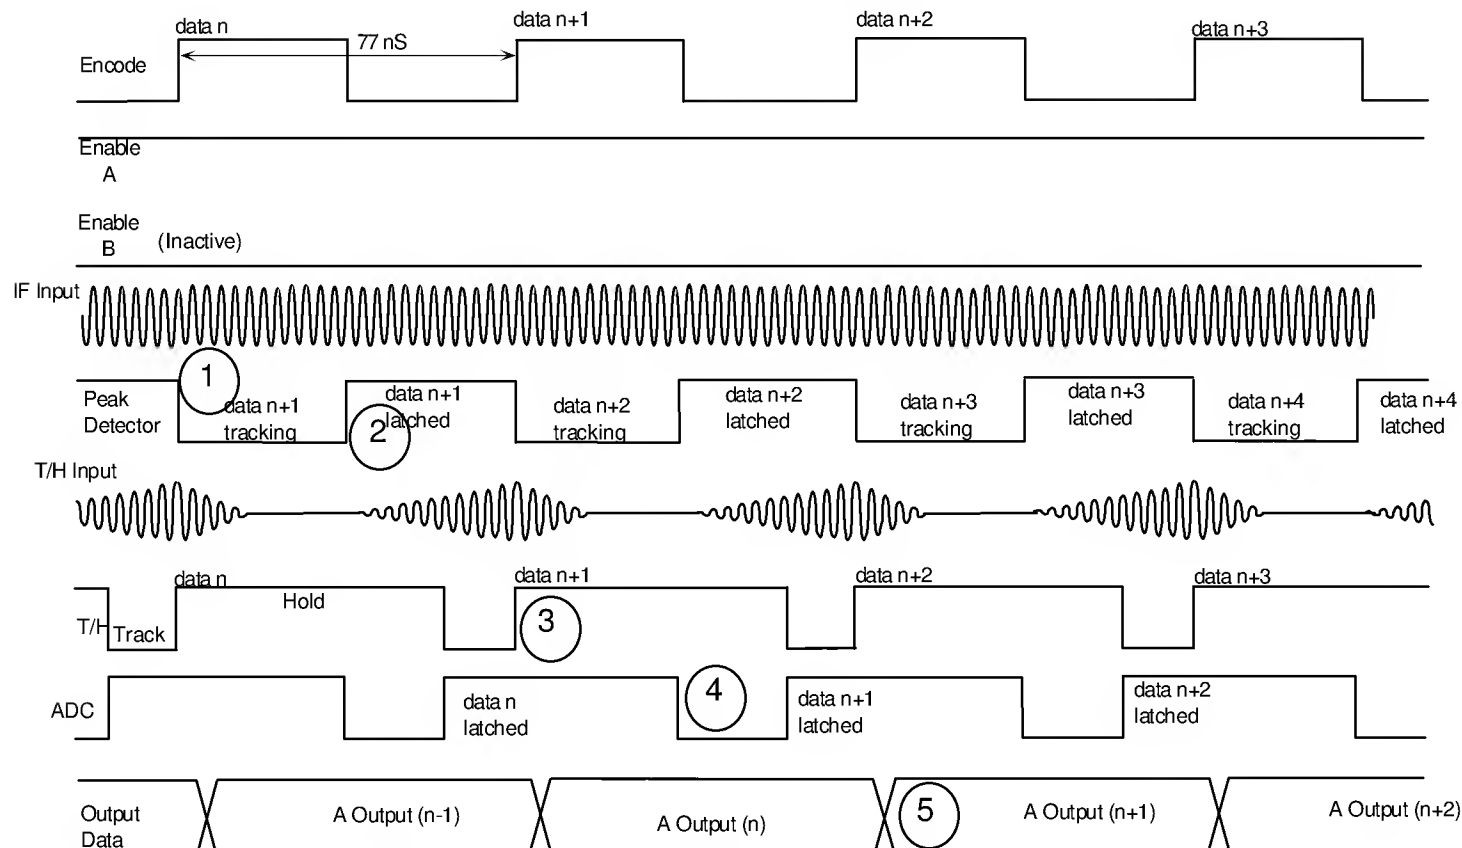 data n
data n+1
data n+2
data n+3
77 nS
Encode
Enable
A
Enable
B
(Inactive)
IF Input
1
Peak
Detector
data n+1
tracking
2
data n+1
latched
data n+2
tracking
data n+2
latched
data n+3
tracking
data n+3
latched
data n+4
tracking
data n+4
latched
T/H Input
data n
data n+1
data n+2
data n+3
Hold
T/H
Track
3
ADC
data n
latched
4
data n+1
latched
data n+2
latched
Output
Data
A Output (n-1)
A Output (n)
5
A Output (n+1)
A Output (n+2)